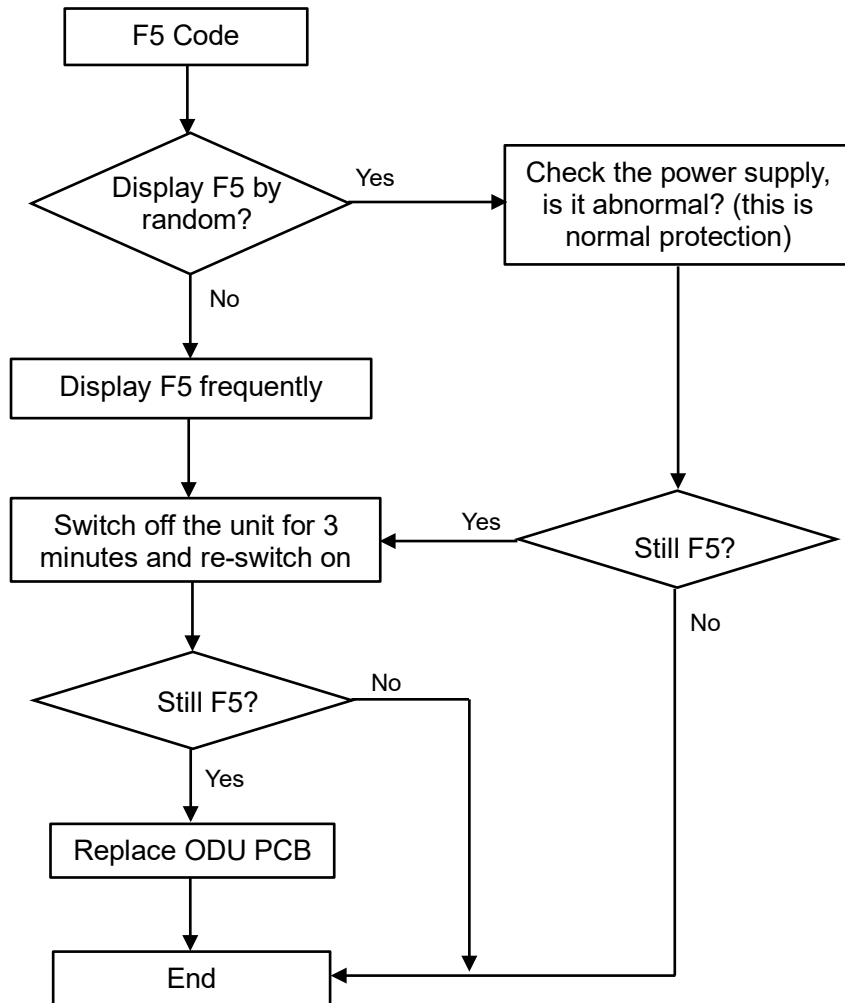 F5 Code
Display F5 by
random?
Yes
Check the power supply,
is it abnormal? (this is
normal protection)
No
Display F5 frequently
Switch off the unit for 3
minutes and re-switch on
Yes
Still F5?
No
Still F5?
No
Yes
Replace ODU PCB
End